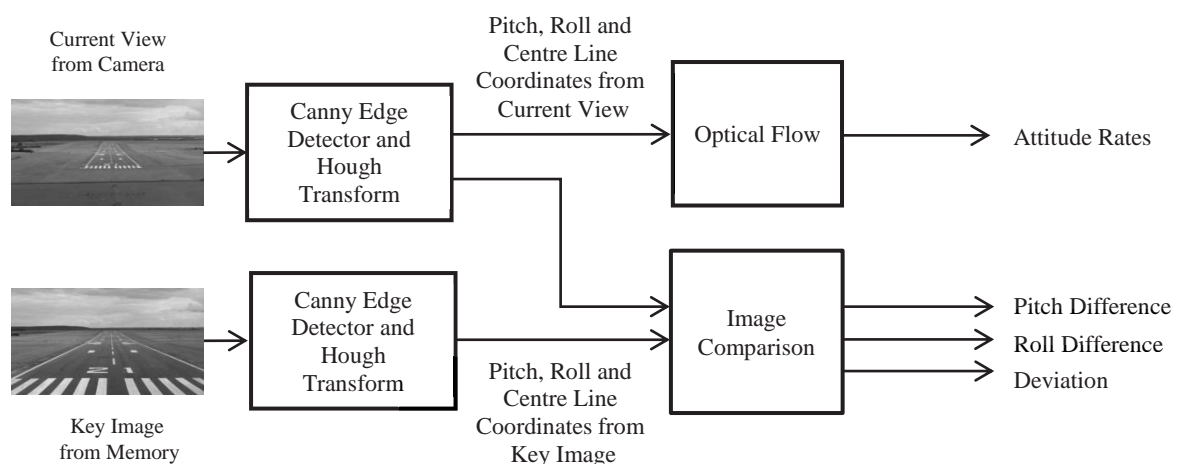 Current View
from Camera
Canny Edge
Detector and
Hough
Transform
Pitch, Roll and
Centre Line
Coordinates from
Current View
Optical Flow
Attitude Rates
Key Image
from Memory
Canny Edge
Detector and
Hough
Transform
Pitch, Roll and
Centre Line
Coordinates from
Key Image
Image
Comparison
Pitch Difference
Roll Difference
Deviation